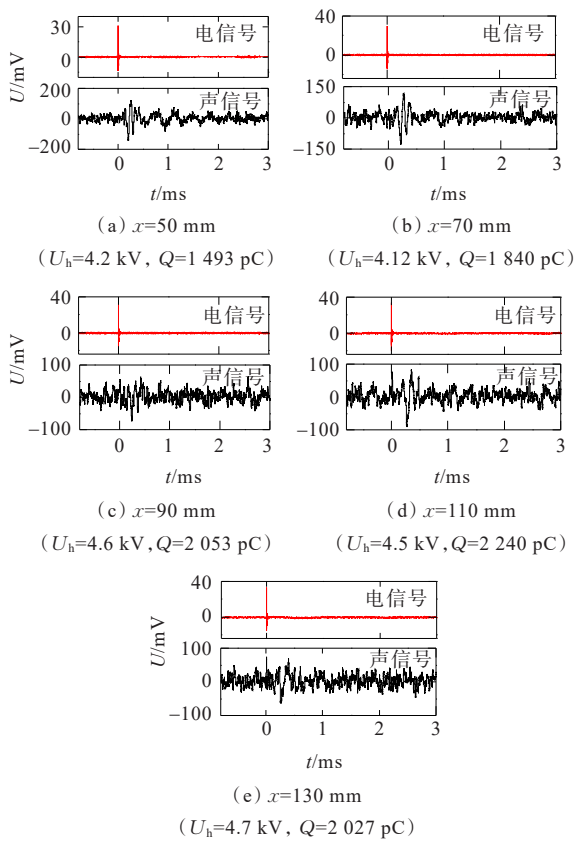 30
0
电信号
U/mV
200
0
−200
声信号
0 1 2 3
t/ms
（a）x=50 mm
（Uh=4.2 kV，Q=1 493 pC）
40
0
电信号
150
0
−150
声信号
0 1 2 3
t/ms
（b）x=70 mm
（Uh=4.12 kV，Q=1 840 pC）
40
0
电信号
U/mV
100
0
−100
声信号
0 1 2 3
t/ms
（c）x=90 mm
（Uh=4.6 kV，Q=2 053 pC）
40
0
电信号
100
0
−100
声信号
0 1 2 3
t/ms
（d）x=110 mm
（Uh=4.5 kV，Q=2 240 pC）
40
0
电信号
U/mV
100
0
−100
声信号
0 1 2 3
t/ms
（e）x=130 mm
（Uh=4.7 kV，Q=2 027 pC）